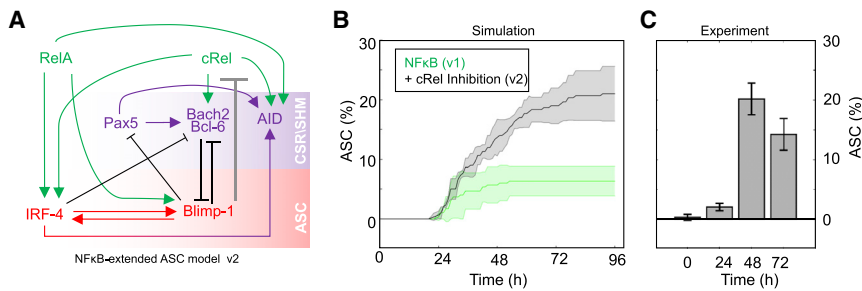 A
RelA
cRel
Pax5
Bach2
Bcl-6
AID
CSR\SHM
IRF-4
Blimp-1
ASC
NFκB-extended ASC model v2
B
Simulation
NFκB (v1)
+ cRel Inhibition (v2)
ASC (%)
30
20
10
0
0
24
48
72
96
Time (h)
C
Experiment
30
20
10
0
ASC (%)
0
24
48
72
Time (h)